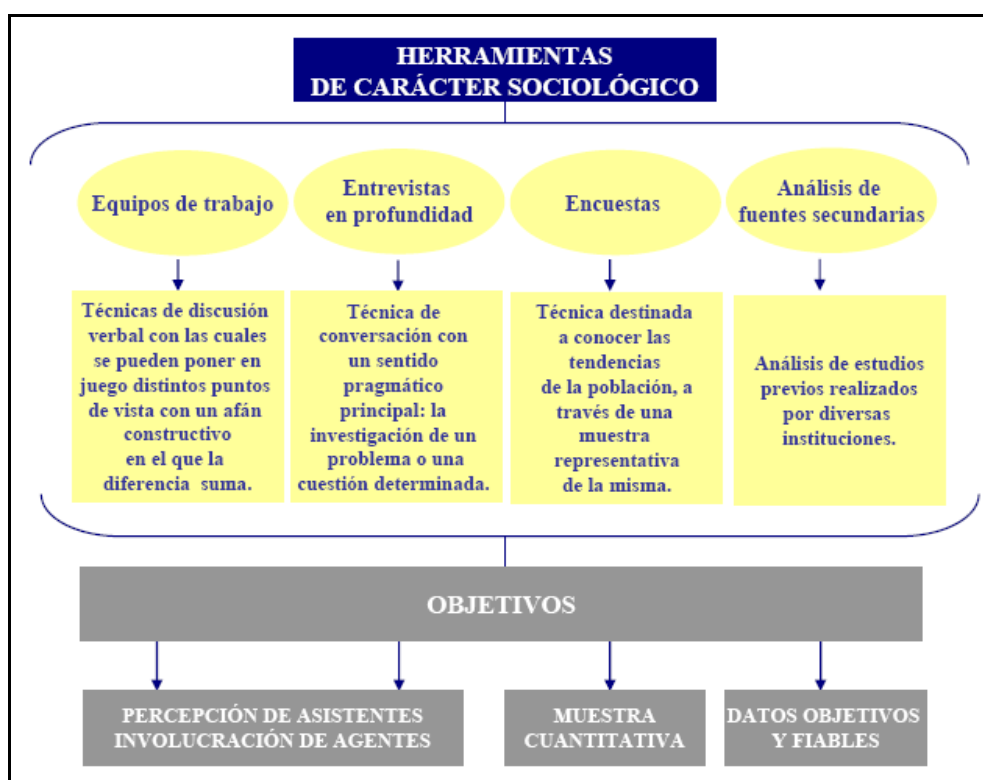 HERRAMIENTAS
DE CARÁCTER SOCIOLÓGICO
Equipos de trabajo
Entrevistas
en profundidad
Encuestas
Análisis de
fuentes secundarias
Técnicas de discusión
verbal con las cuales
se pueden poner en
juego distintos puntos
de vista con un afán
constructivo
en el que la
diferencia suma.
Técnica de
conversación con
un sentido
pragmático
principal: la
investigación de un
problema o una
cuestión determinada.
Técnica destinada
a conocer las
tendencias
de la población, a
través de una
muestra
representativa
de la misma.
Análisis de estudios
previos realizados
por diversas
instituciones.
OBJETIVOS
PERCEPCIÓN DE ASISTENTES
INVOLUCRACIÓN DE AGENTES
MUESTRA
CUANTITATIVA
DATOS OBJETIVOS
Y FIABLES